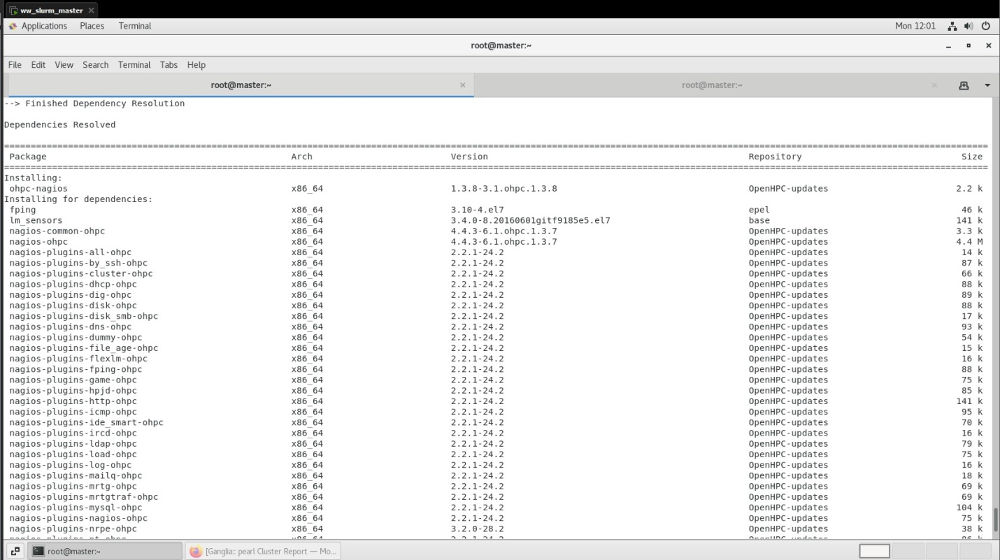 ww_slurm_master
Applications Places Terminal Mon 12:01
root@master:~
File Edit View Search Terminal Tabs Help
root@master:~ root@master:~
--> Finished Dependency Resolution
Dependencies Resolved
================================================================================
Package Arch Version Repository Size
================================================================================
Installing:
ohpc-nagios x86_64 1.3.8-3.1.ohpc.1.3.8 OpenHPC-updates 2.2 k
Installing for dependencies:
fping x86_64 3.10-4.el7 epel 46 k
lm_sensors x86_64 3.4.0-8.20160601gitf9185e5.el7 base 141 k
nagios-common-ohpc x86_64 4.4.3-6.1.ohpc.1.3.7 OpenHPC-updates 3.3 k
nagios-ohpc x86_64 4.4.3-6.1.ohpc.1.3.7 OpenHPC-updates 4.4 M
nagios-plugins-all-ohpc x86_64 2.2.1-24.2 OpenHPC-updates 14 k
nagios-plugins-by_ssh-ohpc x86_64 2.2.1-24.2 OpenHPC-updates 87 k
nagios-plugins-cluster-ohpc x86_64 2.2.1-24.2 OpenHPC-updates 66 k
nagios-plugins-dhcp-ohpc x86_64 2.2.1-24.2 OpenHPC-updates 88 k
nagios-plugins-dig-ohpc x86_64 2.2.1-24.2 OpenHPC-updates 89 k
nagios-plugins-disk-ohpc x86_64 2.2.1-24.2 OpenHPC-updates 88 k
nagios-plugins-disk_smb-ohpc x86_64 2.2.1-24.2 OpenHPC-updates 17 k
nagios-plugins-dns-ohpc x86_64 2.2.1-24.2 OpenHPC-updates 93 k
nagios-plugins-dummy-ohpc x86_64 2.2.1-24.2 OpenHPC-updates 54 k
nagios-plugins-file_age-ohpc x86_64 2.2.1-24.2 OpenHPC-updates 15 k
nagios-plugins-flexlm-ohpc x86_64 2.2.1-24.2 OpenHPC-updates 16 k
nagios-plugins-fping-ohpc x86_64 2.2.1-24.2 OpenHPC-updates 88 k
nagios-plugins-game-ohpc x86_64 2.2.1-24.2 OpenHPC-updates 75 k
nagios-plugins-hpjd-ohpc x86_64 2.2.1-24.2 OpenHPC-updates 85 k
nagios-plugins-http-ohpc x86_64 2.2.1-24.2 OpenHPC-updates 141 k
nagios-plugins-icmp-ohpc x86_64 2.2.1-24.2 OpenHPC-updates 95 k
nagios-plugins-ide_smart-ohpc x86_64 2.2.1-24.2 OpenHPC-updates 70 k
nagios-plugins-ircd-ohpc x86_64 2.2.1-24.2 OpenHPC-updates 16 k
nagios-plugins-ldap-ohpc x86_64 2.2.1-24.2 OpenHPC-updates 79 k
nagios-plugins-load-ohpc x86_64 2.2.1-24.2 OpenHPC-updates 75 k
nagios-plugins-log-ohpc x86_64 2.2.1-24.2 OpenHPC-updates 16 k
nagios-plugins-mailq-ohpc x86_64 2.2.1-24.2 OpenHPC-updates 18 k
nagios-plugins-mrtg-ohpc x86_64 2.2.1-24.2 OpenHPC-updates 69 k
nagios-plugins-mrtgtraf-ohpc x86_64 2.2.1-24.2 OpenHPC-updates 69 k
nagios-plugins-mysql-ohpc x86_64 2.2.1-24.2 OpenHPC-updates 104 k
nagios-plugins-nagios-ohpc x86_64 2.2.1-24.2 OpenHPC-updates 75 k
nagios-plugins-nrpe-ohpc x86_64 3.2.0-28.2 OpenHPC-updates 38 k
root@master:~ [Ganglia:: pearl Cluster Report — Mo...